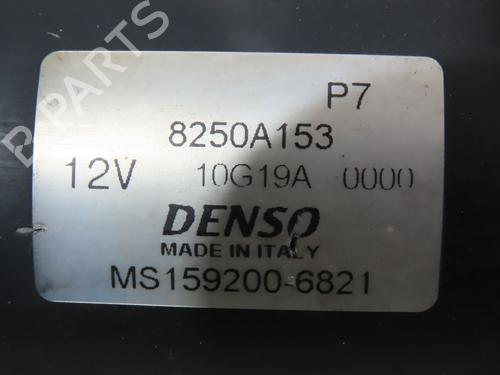 P7
8250A153
12V 10G19A 0000
DENSO
MADE IN ITALY
MS159200-6821
B-PARTS